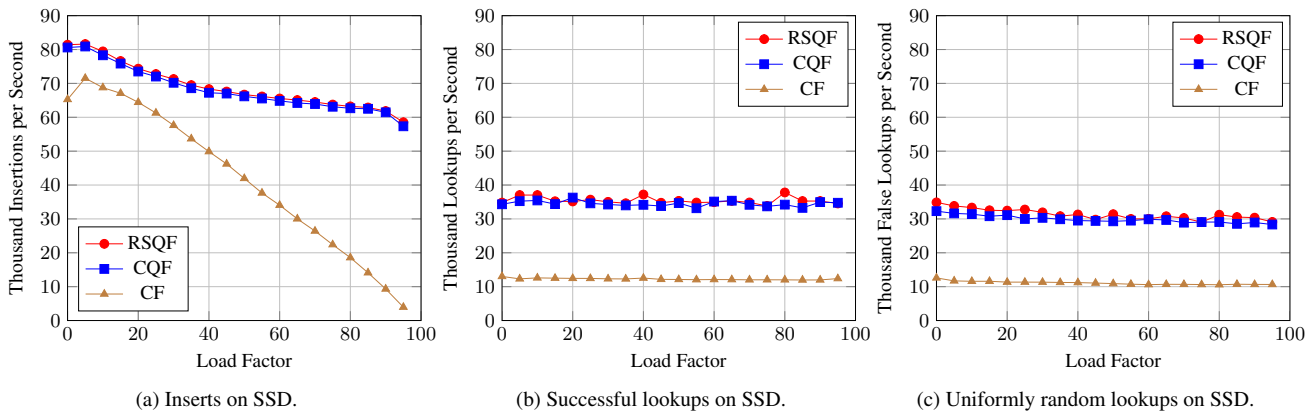 Thousand Insertions per Second
90
80
70
60
50
40
30
20
10
0
RSQF
CQF
CF
0 20 40 60 80 100
Load Factor
(a) Inserts on SSD.
Thousand Lookups per Second
90
80
70
60
50
40
30
20
10
0
RSQF
CQF
CF
0 20 40 60 80 100
Load Factor
(b) Successful lookups on SSD.
Thousand False Lookups per Second
90
80
70
60
50
40
30
20
10
0
RSQF
CQF
CF
0 20 40 60 80 100
Load Factor
(c) Uniformly random lookups on SSD.